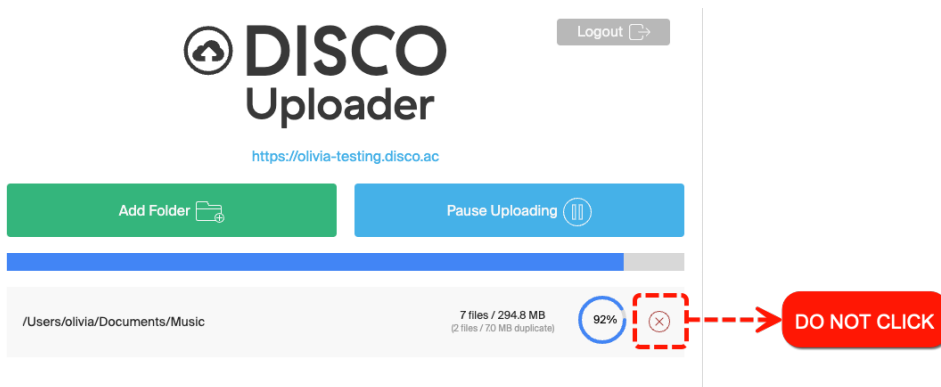 DISCO
Uploader
Logout
https://olivia-testing.disco.ac
Add Folder
Pause Uploading
/Users/olivia/Documents/Music
7 files / 294.8 MB
(2 files / 7.0 MB duplicate)
92%
DO NOT CLICK